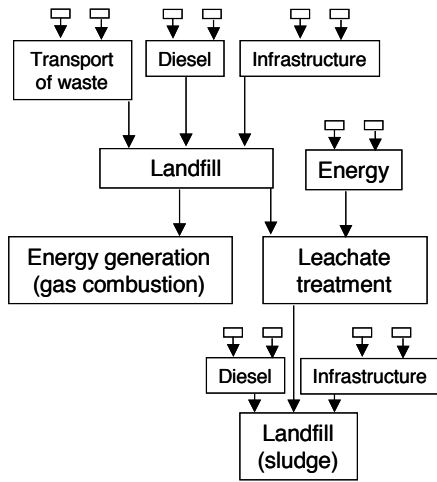 Transport
of waste
Diesel
Infrastructure
Landfill
Energy
Energy generation
(gas combustion)
Leachate
treatment
Diesel
Infrastructure
Landfill
(sludge)